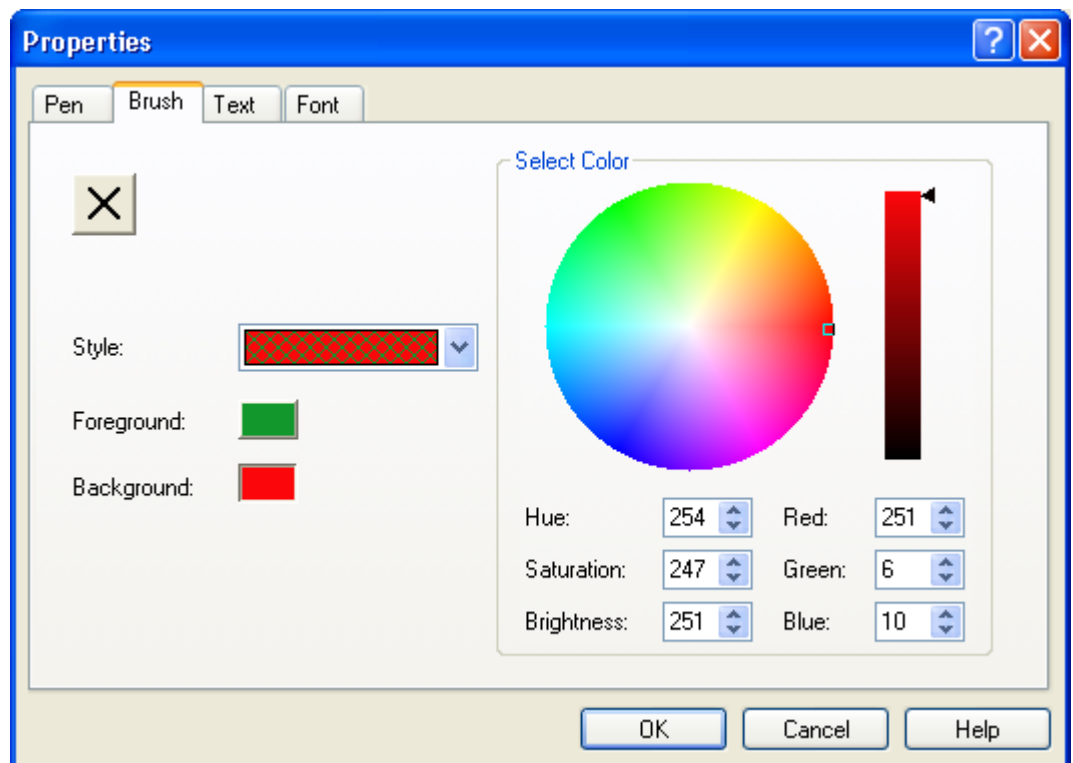 Properties
Pen Brush Text Font
Select Color
Style:
Foreground:
Background:
Hue: 254 Red: 251
Saturation: 247 Green: 6
Brightness: 251 Blue: 10
OK Cancel Help